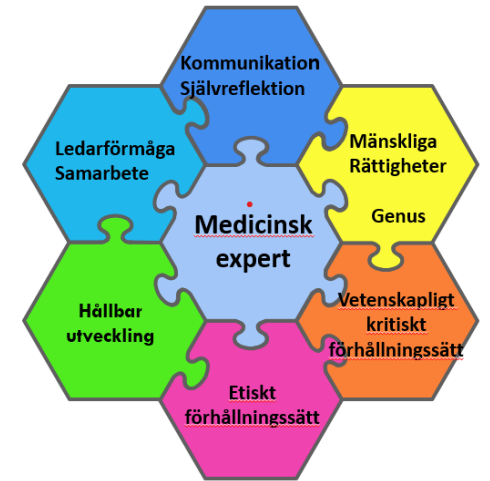 Kommunikation
Självreflektion
Mänskliga
Rättigheter
Genus
Ledarförmåga
Samarbete
Medicinsk
expert
Vetenskapligt
kritiskt
förhållningssätt
Hållbar
utveckling
Etiskt
förhållningssätt